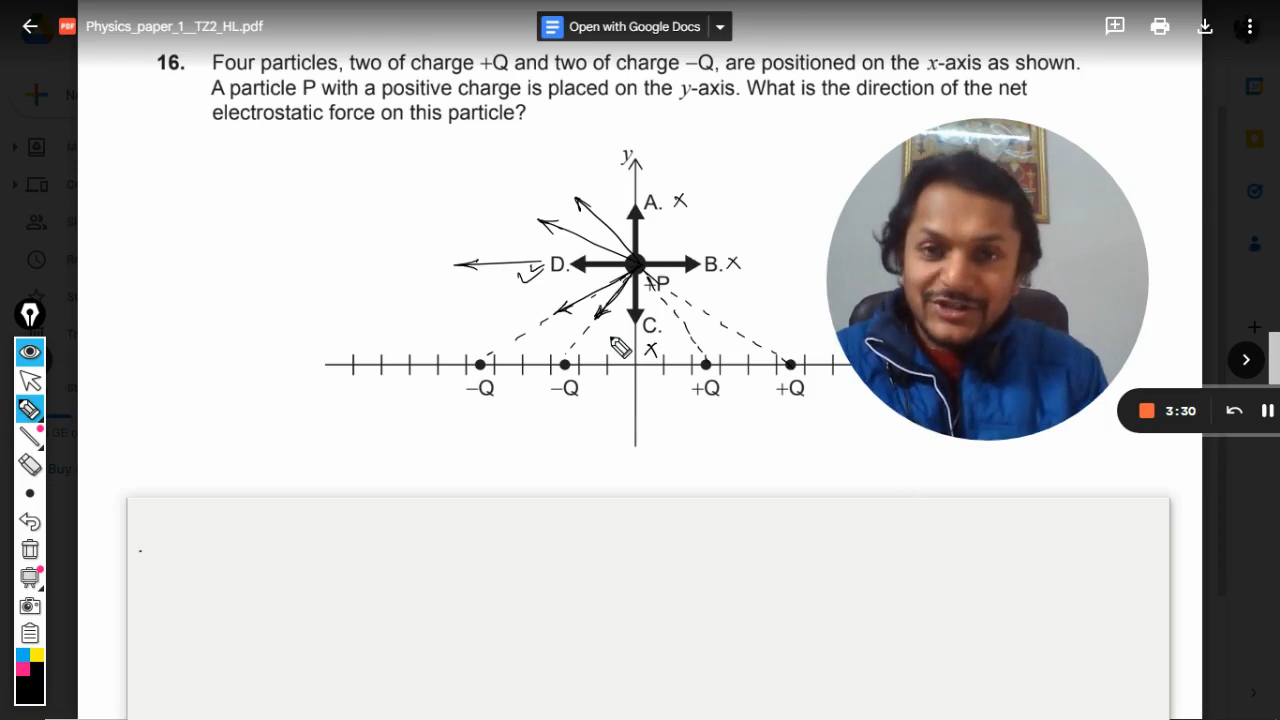 Physics_paper_1__TZ2_HL.pdf
Open with Google Docs
16. Four particles, two of charge +Q and two of charge −Q, are positioned on the x-axis as shown.
A particle P with a positive charge is placed on the y-axis. What is the direction of the net
electrostatic force on this particle?
y
A. x
D. B. x
+P
C.
x
−Q −Q +Q +Q
3:30